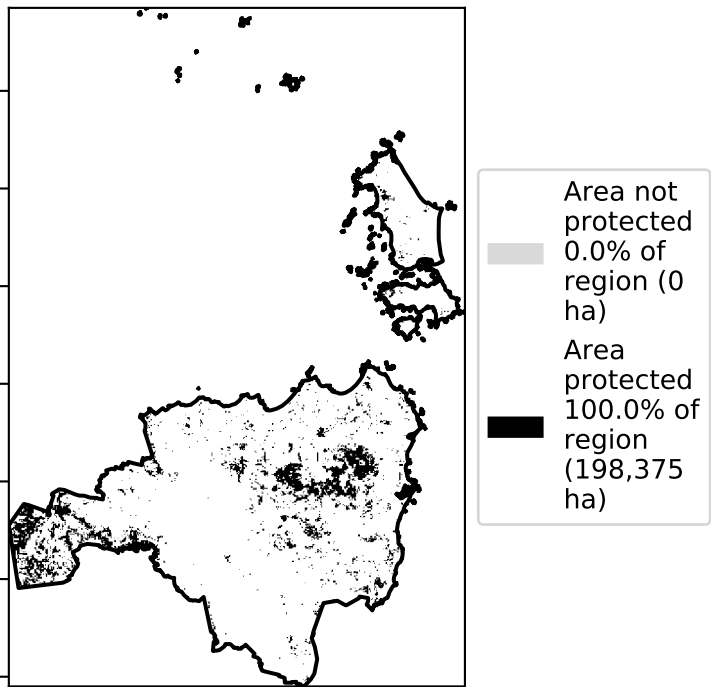 Area not
protected
0.0% of
region (0
ha)
Area
protected
100.0% of
region
(198,375
ha)